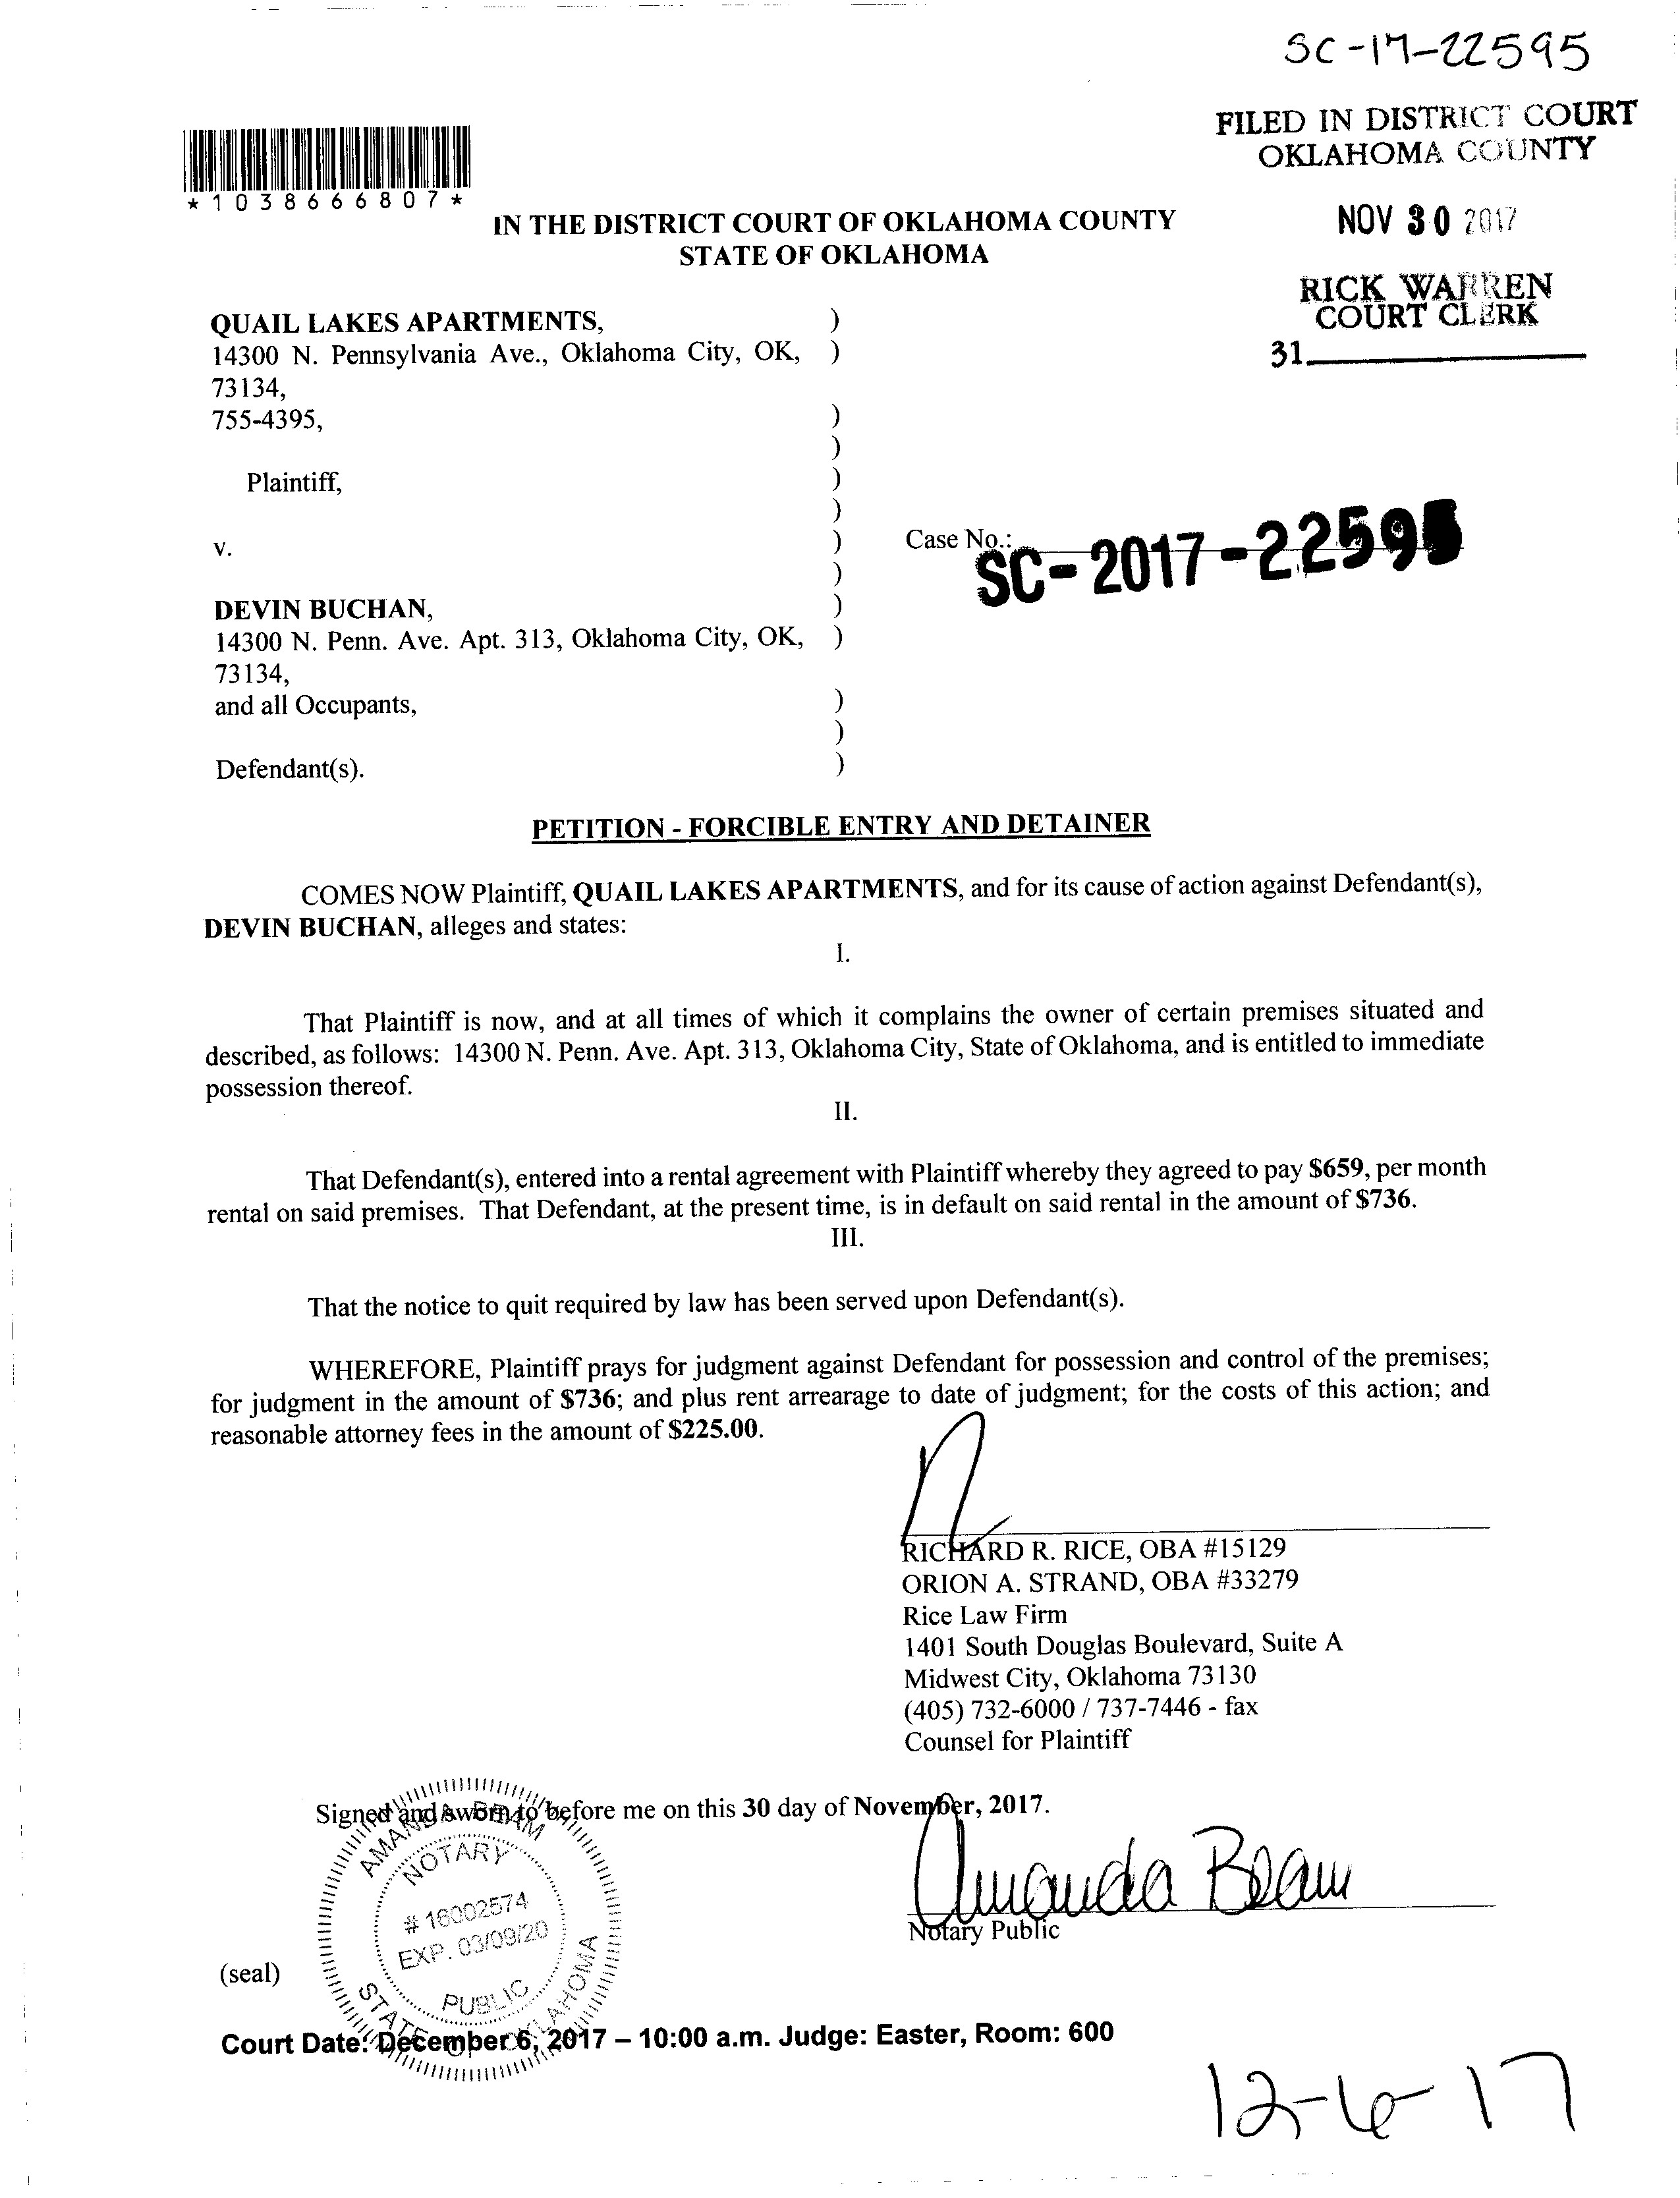 SC-17-22595
FILED IN DISTRICT COURT
OKLAHOMA COUNTY
*1038666807*
IN THE DISTRICT COURT OF OKLAHOMA COUNTY
STATE OF OKLAHOMA
NOV 30 2017
RICK WARREN
COURT CLERK
31
QUAIL LAKES APARTMENTS, )
14300 N. Pennsylvania Ave., Oklahoma City, OK, )
73134,
755-4395, )
)
Plaintiff, )
)
v. )
Case No.: SC-2017-22595
)
DEVIN BUCHAN, )
14300 N. Penn. Ave. Apt. 313, Oklahoma City, OK, )
73134,
and all Occupants, )
)
Defendant(s). )
PETITION - FORCIBLE ENTRY AND DETAINER
COMES NOW Plaintiff, QUAIL LAKES APARTMENTS, and for its cause of action against Defendant(s),
DEVIN BUCHAN, alleges and states:
I.
That Plaintiff is now, and at all times of which it complains the owner of certain premises situated and
described, as follows: 14300 N. Penn. Ave. Apt. 313, Oklahoma City, State of Oklahoma, and is entitled to immediate
possession thereof.
II.
That Defendant(s), entered into a rental agreement with Plaintiff whereby they agreed to pay $659, per month
rental on said premises. That Defendant, at the present time, is in default on said rental in the amount of $736.
III.
That the notice to quit required by law has been served upon Defendant(s).
WHEREFORE, Plaintiff prays for judgment against Defendant for possession and control of the premises;
for judgment in the amount of $736; and plus rent arrearage to date of judgment; for the costs of this action; and
reasonable attorney fees in the amount of $225.00.
RICHARD R. RICE, OBA #15129
ORION A. STRAND, OBA #33279
Rice Law Firm
1401 South Douglas Boulevard, Suite A
Midwest City, Oklahoma 73130
(405) 732-6000 / 737-7446 - fax
Counsel for Plaintiff
Signed and sworn to before me on this 30 day of November, 2017.
AMANDA BEAM
NOTARY
# 16002574
EXP. 03/09/20
PUBLIC
STATE OF OKLAHOMA
Amanda Beam
Notary Public
(seal)
Court Date: December 6, 2017 – 10:00 a.m. Judge: Easter, Room: 600
12-6-17